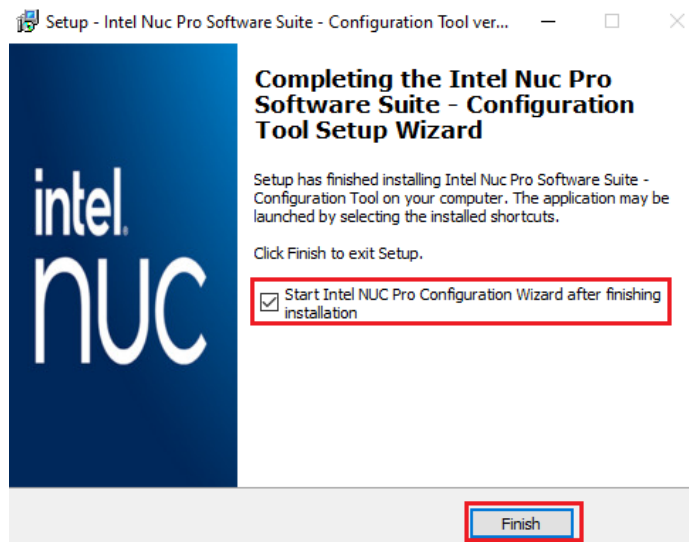 Setup - Intel Nuc Pro Software Suite - Configuration Tool ver...
intel.
nuc
Completing the Intel Nuc Pro
Software Suite - Configuration
Tool Setup Wizard
Setup has finished installing Intel Nuc Pro Software Suite -
Configuration Tool on your computer. The application may be
launched by selecting the installed shortcuts.
Click Finish to exit Setup.
Start Intel NUC Pro Configuration Wizard after finishing
installation
Finish